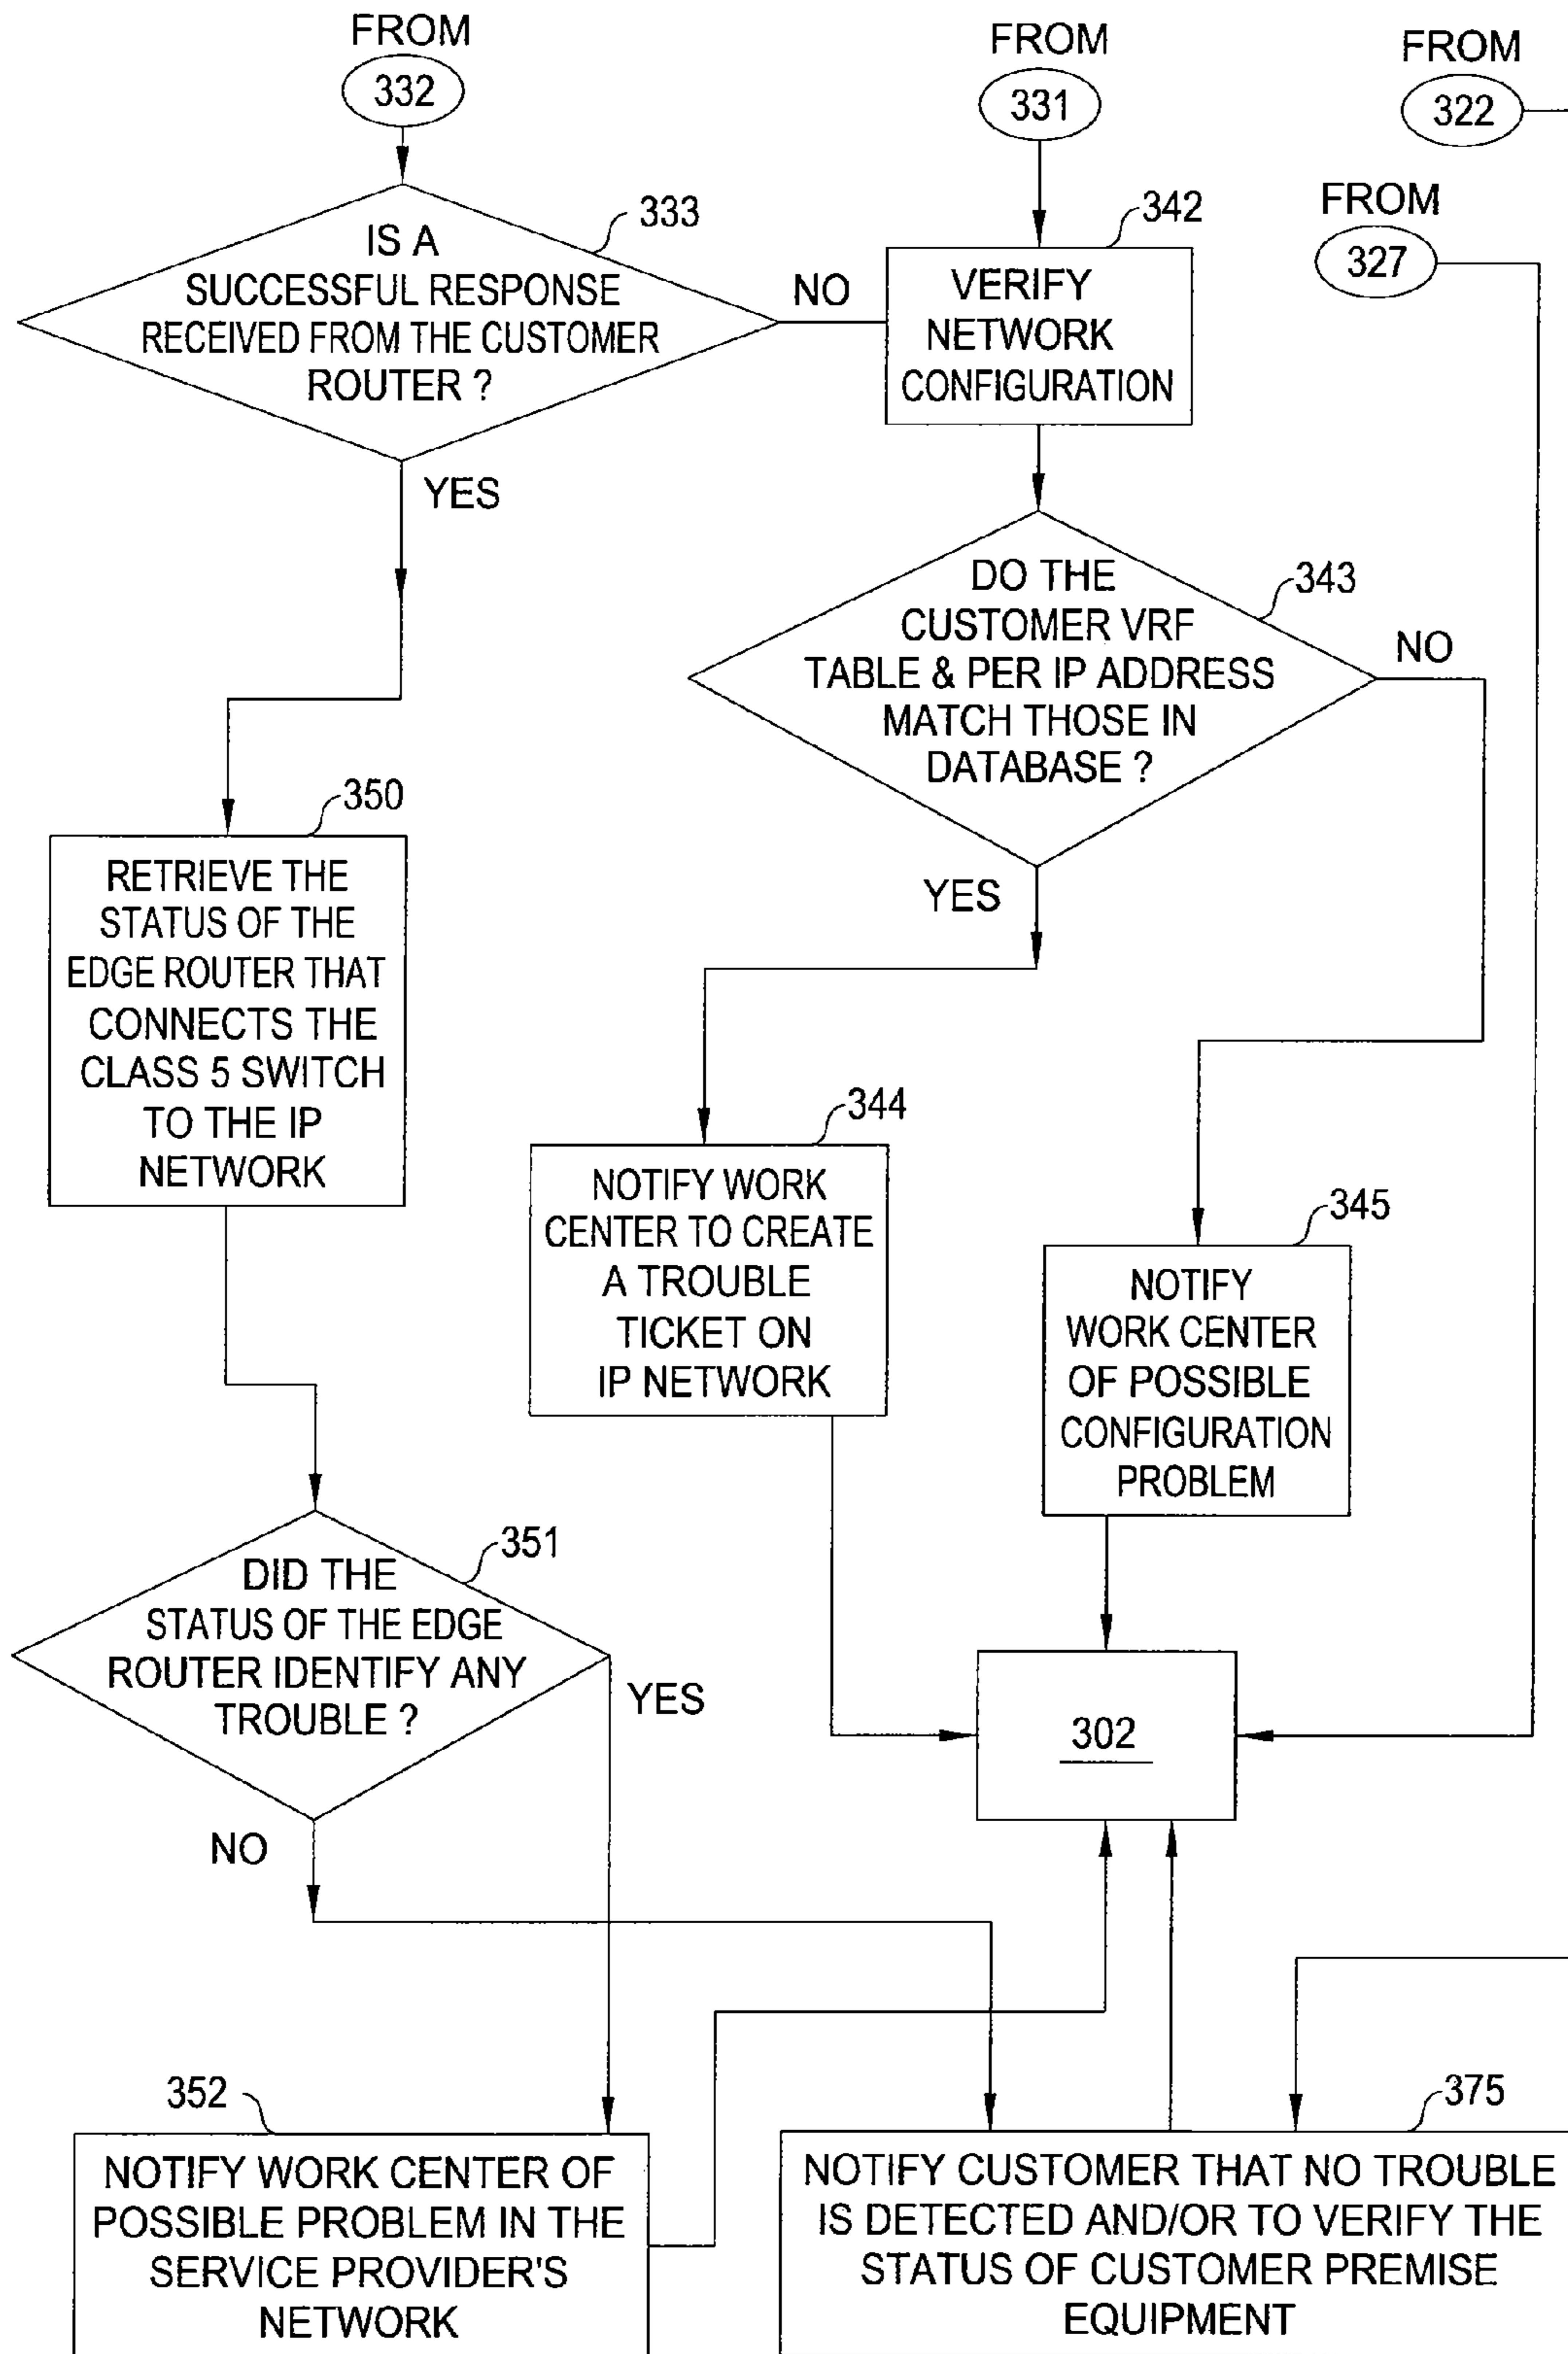 FROM
332
FROM
331
FROM
322
FROM
327
333
IS A
SUCCESSFUL RESPONSE
RECEIVED FROM THE CUSTOMER
ROUTER ?
NO
YES
342
VERIFY
NETWORK
CONFIGURATION
343
DO THE
CUSTOMER VRF
TABLE & PER IP ADDRESS
MATCH THOSE IN
DATABASE ?
NO
YES
350
RETRIEVE THE
STATUS OF THE
EDGE ROUTER THAT
CONNECTS THE
CLASS 5 SWITCH
TO THE IP
NETWORK
344
NOTIFY WORK
CENTER TO CREATE
A TROUBLE
TICKET ON
IP NETWORK
345
NOTIFY
WORK CENTER
OF POSSIBLE
CONFIGURATION
PROBLEM
351
DID THE
STATUS OF THE EDGE
ROUTER IDENTIFY ANY
TROUBLE ?
YES
NO
302
352
NOTIFY WORK CENTER OF
POSSIBLE PROBLEM IN THE
SERVICE PROVIDER'S
NETWORK
375
NOTIFY CUSTOMER THAT NO TROUBLE
IS DETECTED AND/OR TO VERIFY THE
STATUS OF CUSTOMER PREMISE
EQUIPMENT